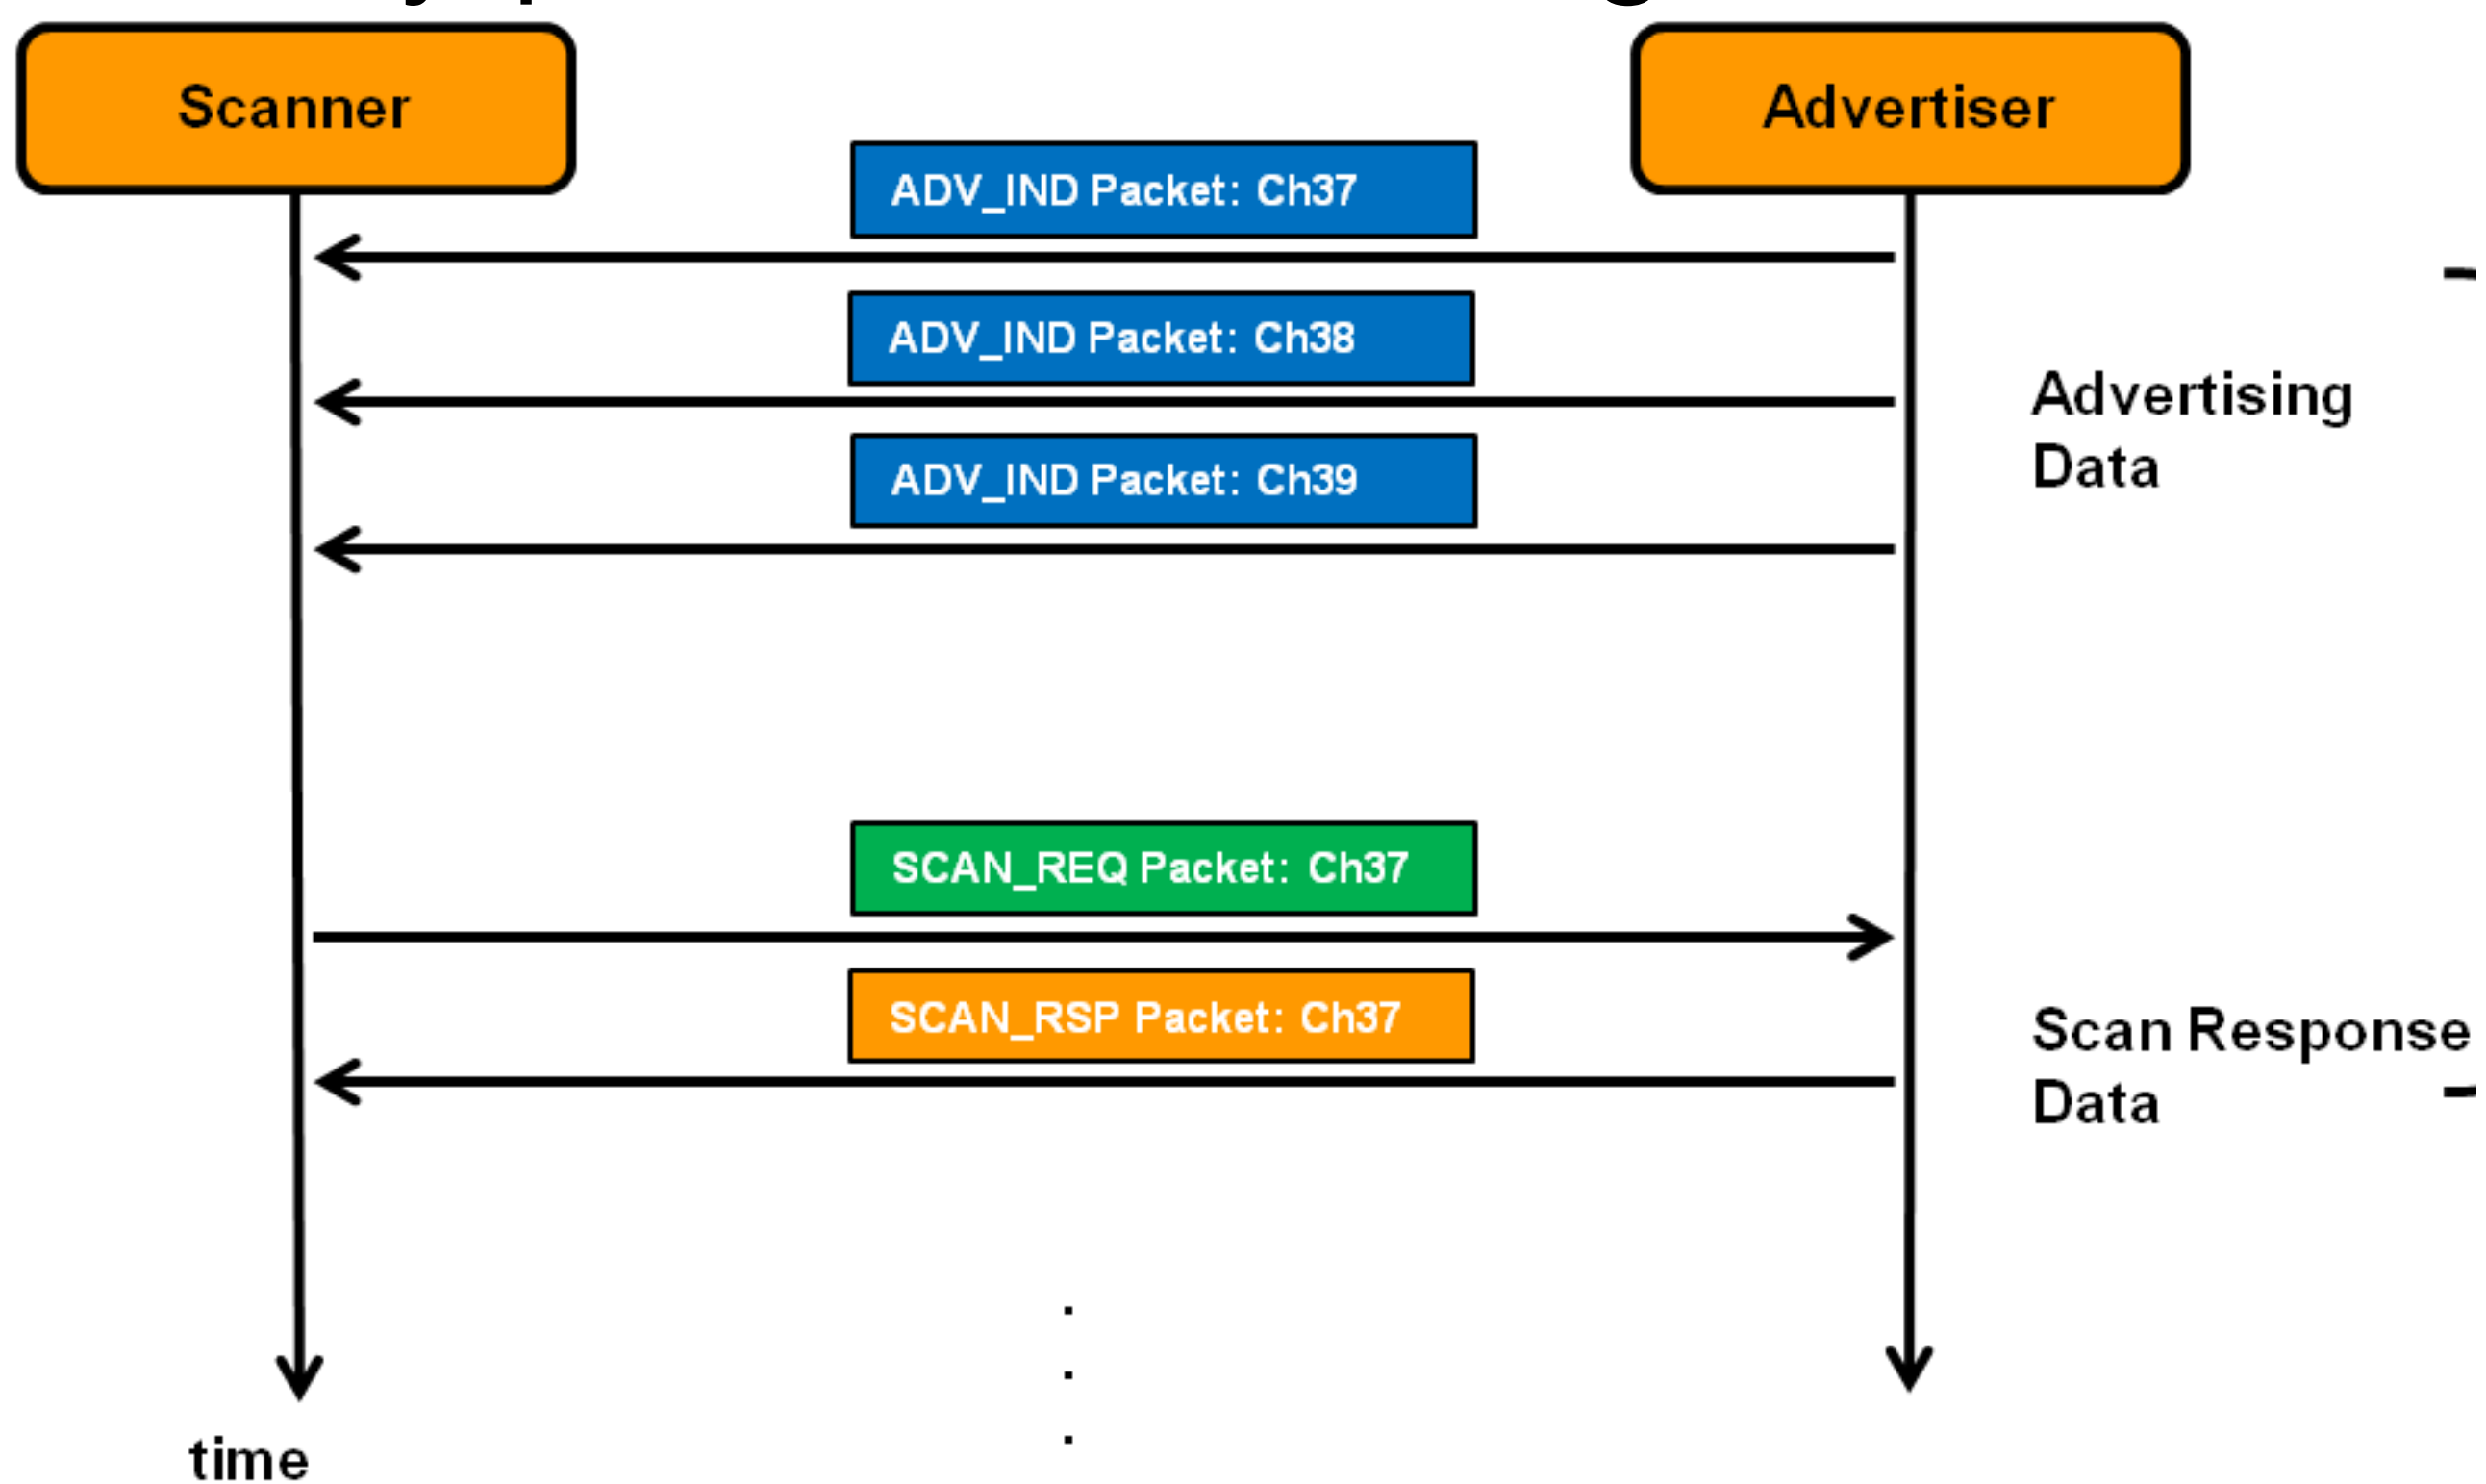 Scanner
Advertiser
ADV_IND Packet: Ch37
ADV_IND Packet: Ch38
Advertising
Data
ADV_IND Packet: Ch39
SCAN_REQ Packet: Ch37
SCAN_RSP Packet: Ch37
Scan Response
Data
.
.
.
time